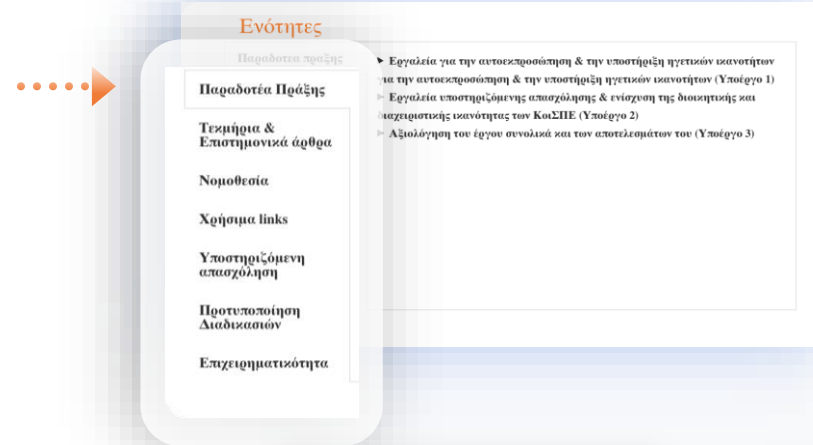 Ενότητες
Παραδοτέα πραξης
Παραδοτέα Πράξης
Τεκμήρια &
Επιστημονικά άρθρα
Νομοθεσία
Χρήσιμα links
Υποστηριζόμενη
απασχόληση
Προτυποποίηση
Διαδικασιών
Επιχειρηματικότητα
Εργαλεία για την αυτοεκπροσώπηση & την υποστήριξη ηγετικών ικανοτήτων
για την αυτοεκπροσώπηση & την υποστήριξη ηγετικών ικανοτήτων (Υποέργο 1)
Εργαλεία υποστηριζόμενης απασχόλησης & ενίσχυση της διοικητικής και
διαχειριστικής ικανότητας των ΚοιΣΠΕ (Υποέργο 2)
Αξιολόγηση του έργου συνολικά και των αποτελεσμάτων του (Υποέργο 3)